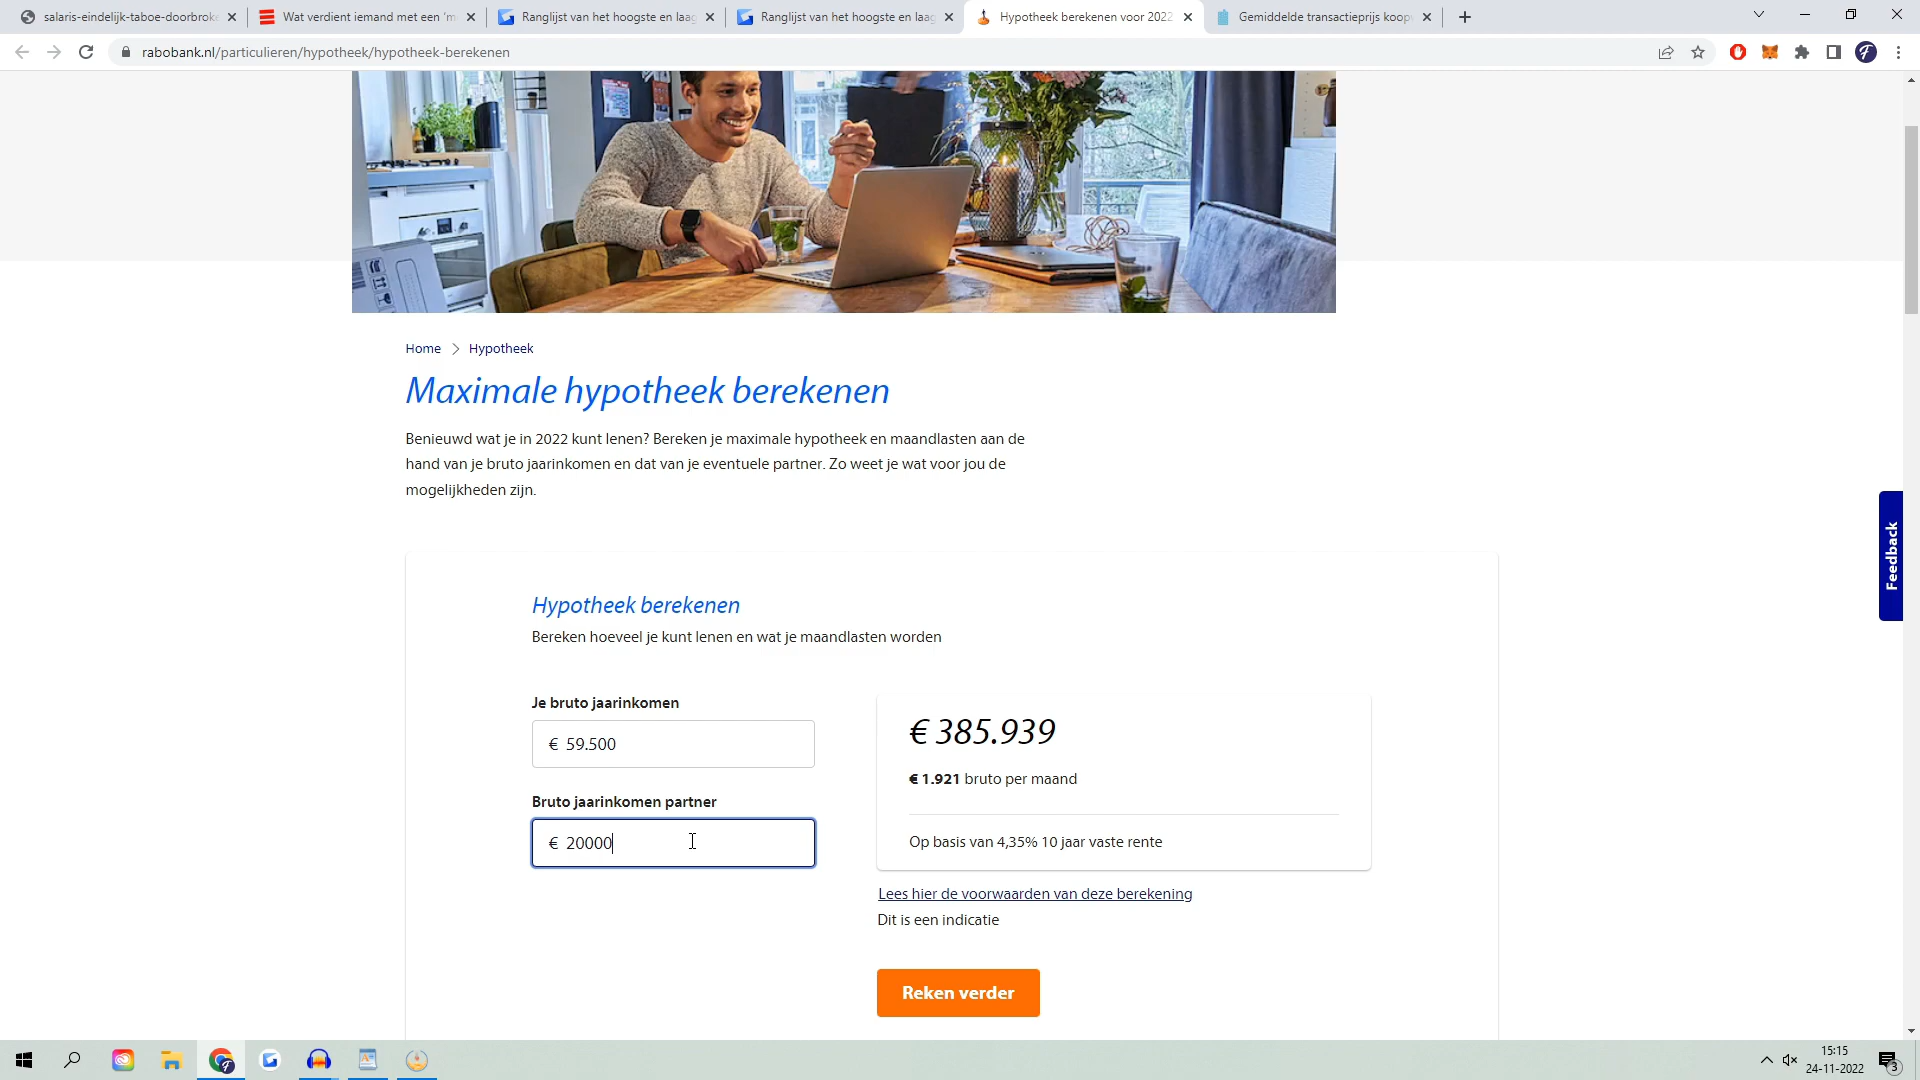 salaris-eindelijk-taboe-doorbroke
Wat verdient iemand met een 'm
Ranglijst van het hoogste en laag
Ranglijst van het hoogste en laag
Hypotheek berekenen voor 2022
Gemiddelde transactieprijs koop
rabobank.nl/particulieren/hypotheek/hypotheek-berekenen
Home > Hypotheek
Maximale hypotheek berekenen
Benieuwd wat je in 2022 kunt lenen? Bereken je maximale hypotheek en maandlasten aan de
hand van je bruto jaarinkomen en dat van je eventuele partner. Zo weet je wat voor jou de
mogelijkheden zijn.
Feedback
Hypotheek berekenen
Bereken hoeveel je kunt lenen en wat je maandlasten worden
Je bruto jaarinkomen
€ 59.500
Bruto jaarinkomen partner
€ 20000
€ 385.939
€ 1.921 bruto per maand
Op basis van 4,35% 10 jaar vaste rente
Lees hier de voorwaarden van deze berekening
Dit is een indicatie
Reken verder
15:15
24-11-2022
3